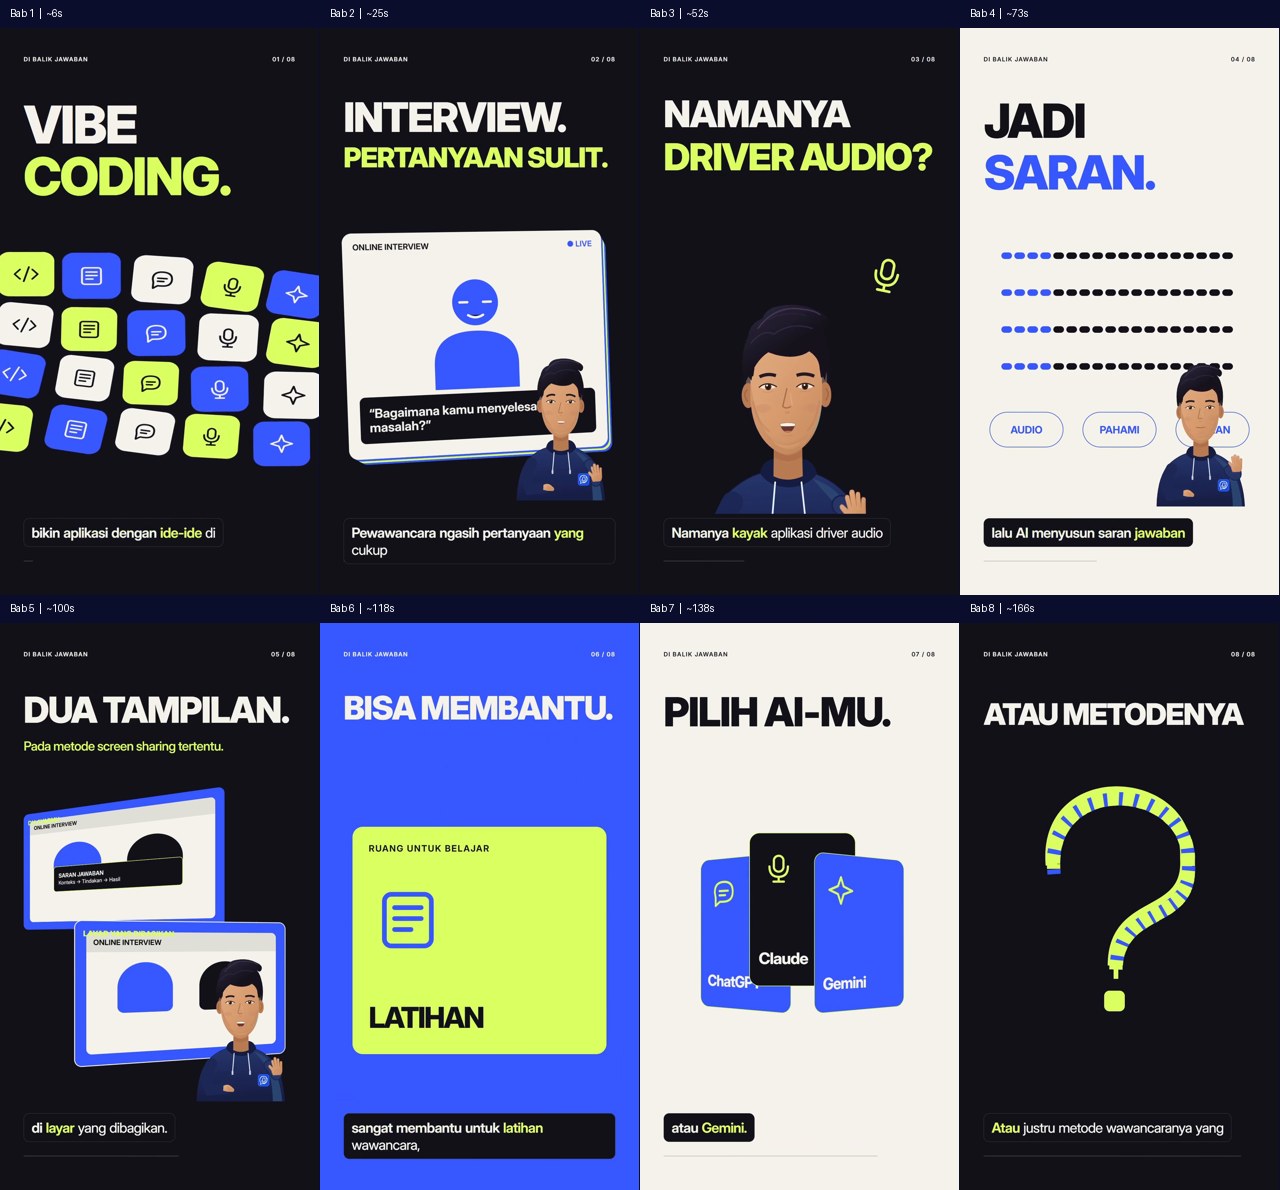 Bab 1 | ~6s
DI BALIK JAWABAN
01 / 08
VIBE
CODING.
bikin aplikasi dengan ide-ide di
Bab 2 | ~25s
DI BALIK JAWABAN
02 / 08
INTERVIEW.
PERTANYAAN SULIT.
ONLINE INTERVIEW
LIVE
“Bagaimana kamu
masalah?”
Pewawancara ngasih pertanyaan yang
cukup
Bab 3 | ~52s
DI BALIK JAWABAN
03 / 08
NAMANYA
DRIVER AUDIO?
Namanya kayak aplikasi driver audio
Bab 4 | ~73s
DI BALIK JAWABAN
04 / 08
JADI
SARAN.
AUDIO
PAHAMI
lalu AI menyusun saran jawaban
Bab 5 | ~100s
DI BALIK JAWABAN
05 / 08
DUA TAMPILAN.
Pada metode screen sharing tertentu.
ONLINE INTERVIEW
SARAN JAWABAN
Konteks → Tindakan → Hasil
ONLINE INTERVIEW
di layar yang dibagikan.
Bab 6 | ~118s
DI BALIK JAWABAN
06 / 08
BISA MEMBANTU.
RUANG UNTUK BELAJAR
LATIHAN
sangat membantu untuk latihan
wawancara,
Bab 7 | ~138s
DI BALIK JAWABAN
07 / 08
PILIH AI-MU.
ChatGPT
Claude
Gemini
atau Gemini.
Bab 8 | ~166s
DI BALIK JAWABAN
08 / 08
ATAU METODENYA
Atau justru metode wawancaranya yang